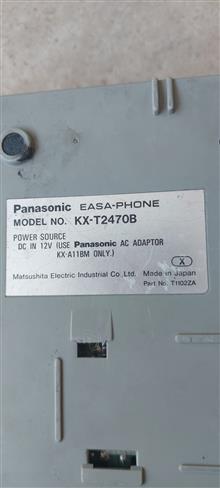 Panasonic EASA-PHONE
MODEL NO. KX-T2470B
POWER SOURCE
DC IN 12V (USE Panasonic AC ADAPTOR
KX-A11BM ONLY.)
X
Matsushita Electric Industrial Co., Ltd. Made in Japan
Part No. T1102ZA